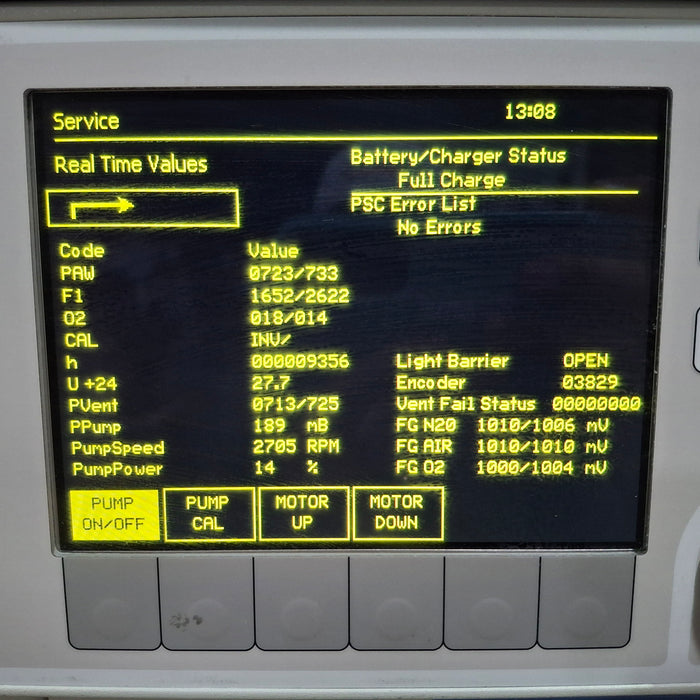 Service 13:08
Real Time Values
Battery/Charger Status
Full Charge
PSC Error List
No Errors
Code Value
PAW 0723/733
F1 1652/2622
O2 018/014
CAL INV/
h 000009356 Light Barrier OPEN
U +24 27.7 Encoder 03829
PVent 0713/725 Vent Fail Status 00000000
PPump 189 mB FG N2O 1010/1006 mV
PumpSpeed 2705 RPM FG AIR 1010/1010 mV
PumpPower 14 % FG O2 1000/1004 mV
PUMP ON/OFF
PUMP CAL
MOTOR UP
MOTOR DOWN